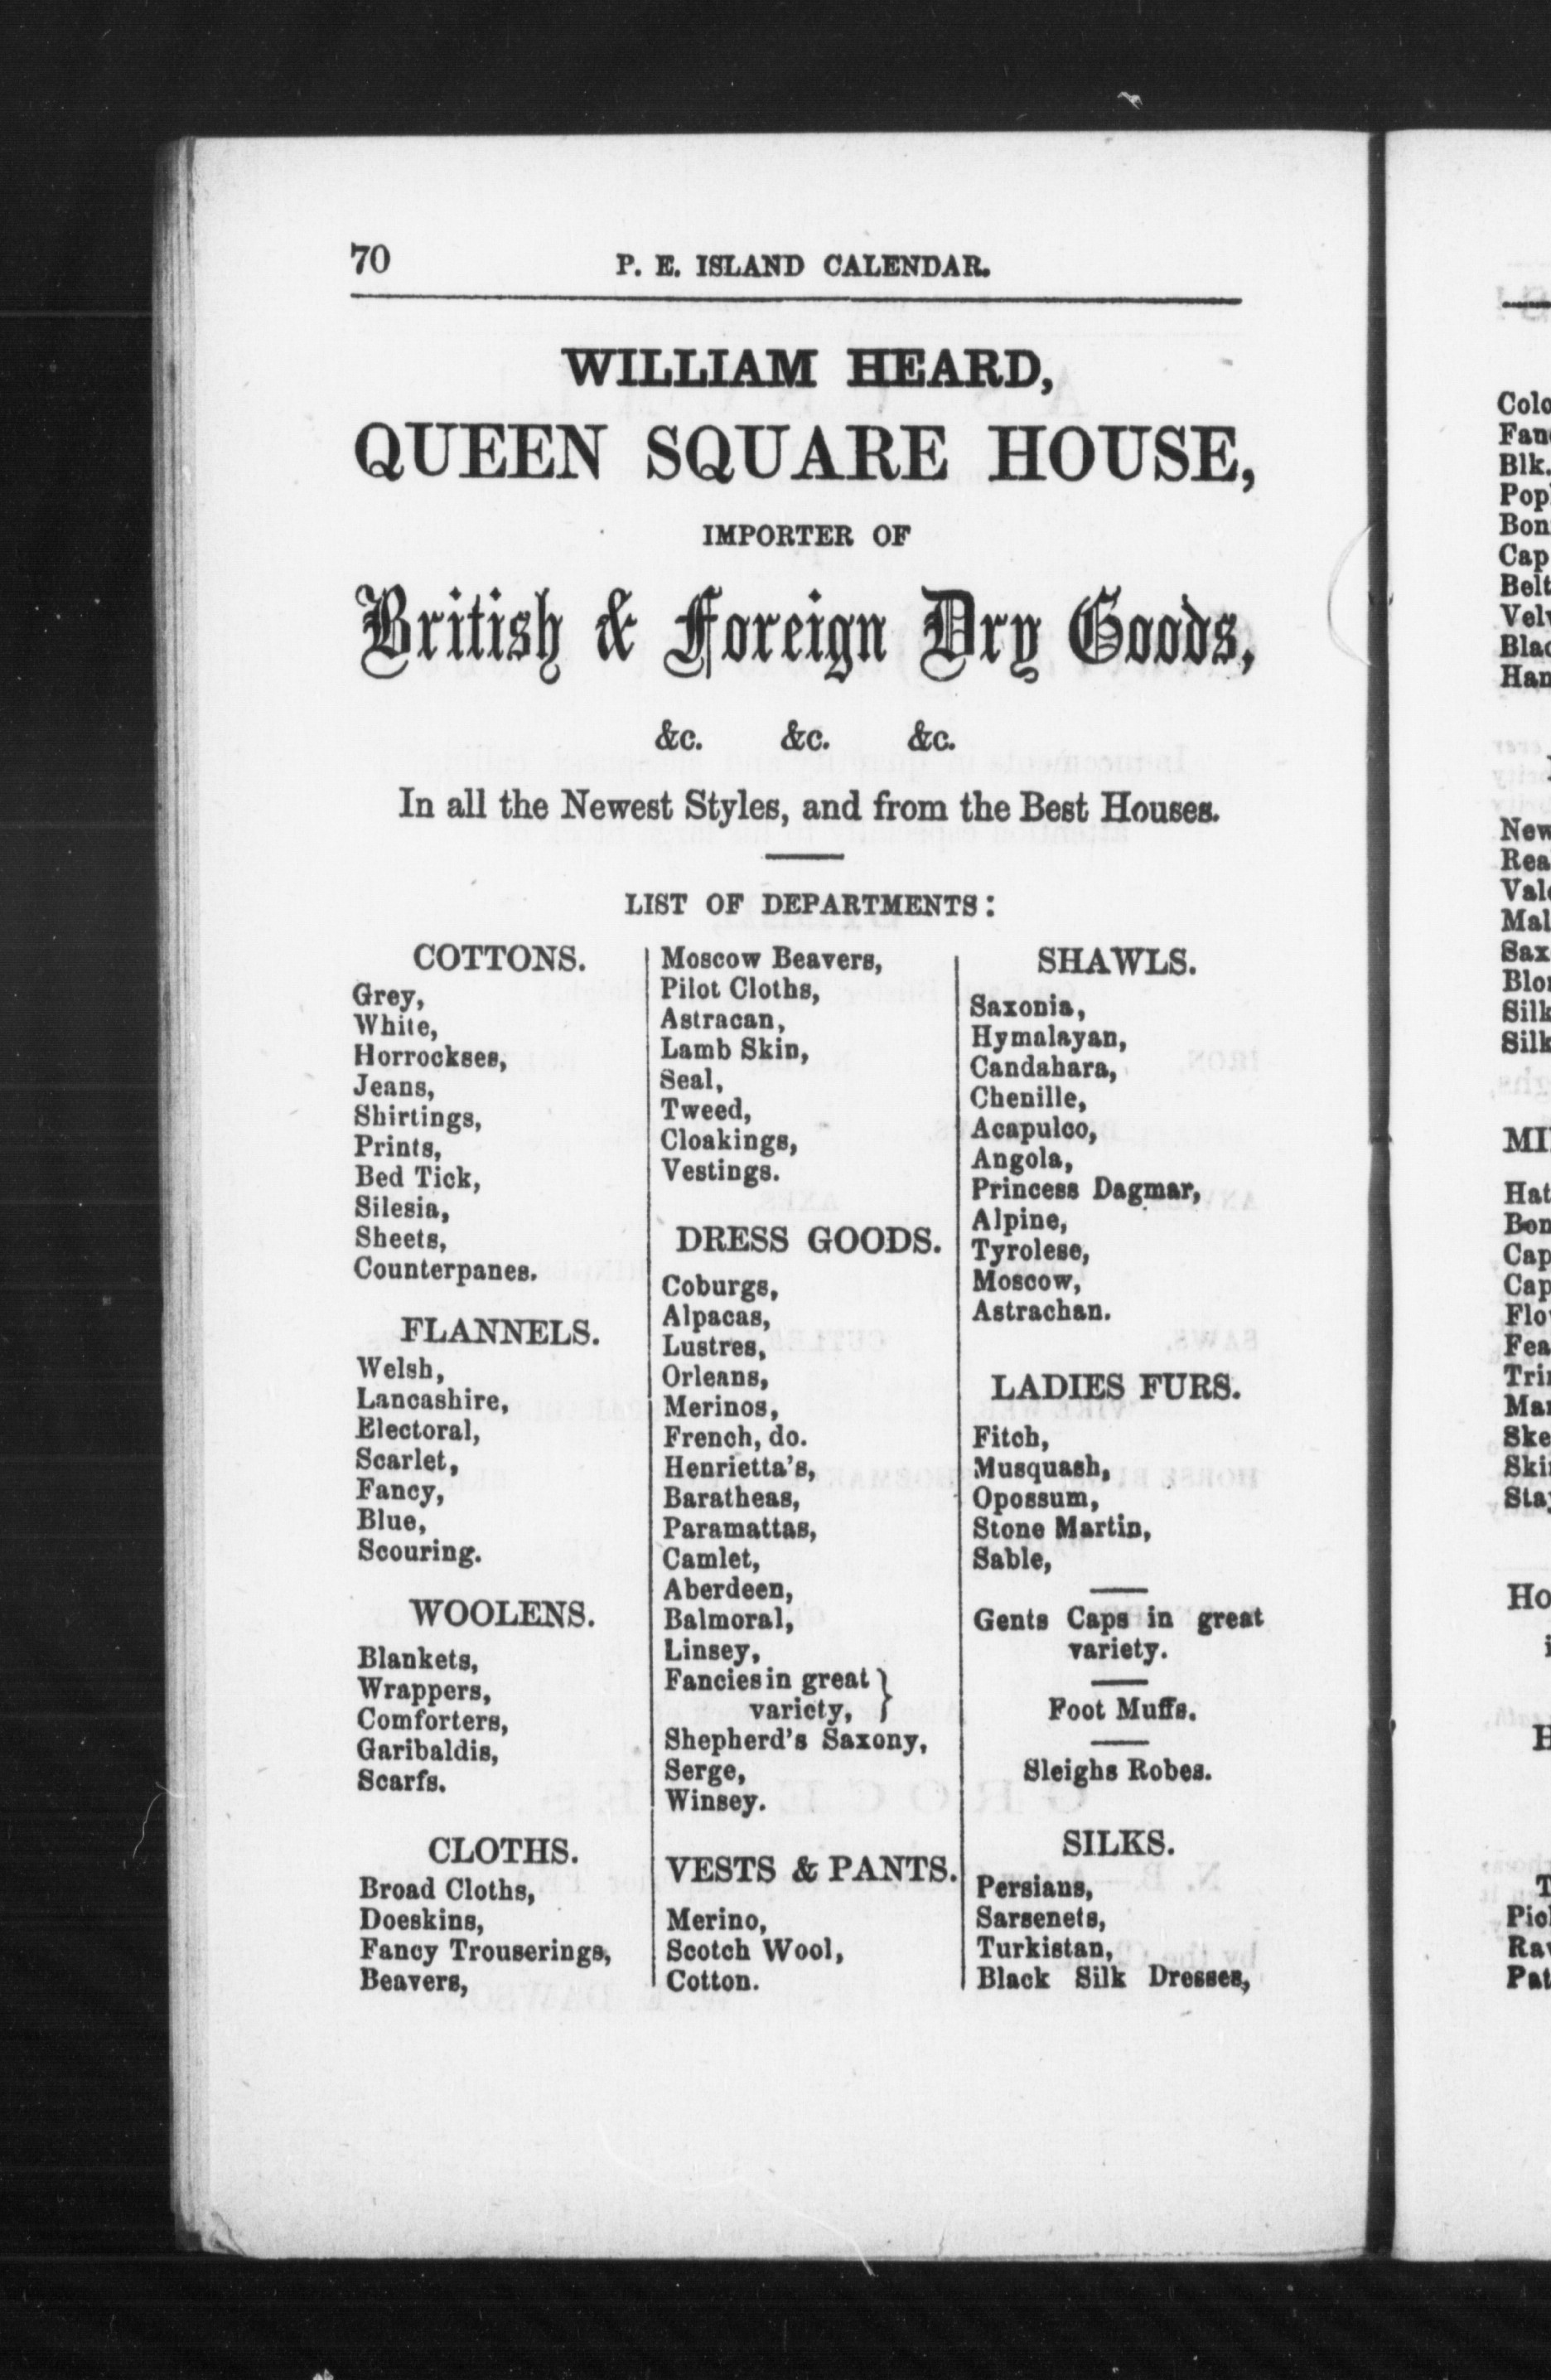 70
P. E. ISLAND CALENDAR.
WILLIAM HEARD,
QUEEN SQUARE HOUSE,
IMPORTER OF
British & Foreign Dry Goods,
&c. &c. &c.
In all the Newest Styles, and from the Best Houses.
LIST OF DEPARTMENTS:
COTTONS.
Grey,
White,
Horrockses,
Jeans,
Shirtings,
Prints,
Bed Tick,
Silesia,
Sheets,
Counterpanes.
FLANNELS.
Welsh,
Lancashire,
Electoral,
Scarlet,
Fancy,
Blue,
Scouring.
WOOLENS.
Blankets,
Wrappers,
Comforters,
Garibaldis,
Scarfs.
CLOTHS.
Broad Cloths,
Doeskins,
Fancy Trouserings,
Beavers,
Moscow Beavers,
Pilot Cloths,
Astracan,
Lamb Skin,
Seal,
Tweed,
Cloakings,
Vestings.
DRESS GOODS.
Coburgs,
Alpacas,
Lustres,
Orleans,
Merinos,
French, do.
Henrietta's,
Baratheas,
Paramattas,
Camlet,
Aberdeen,
Balmoral,
Linsey,
Fancies in great }
variety, }
Shepherd's Saxony,
Serge,
Winsey.
VESTS & PANTS.
Merino,
Scotch Wool,
Cotton.
SHAWLS.
Saxonia,
Hymalayan,
Candahara,
Chenille,
Acapulco,
Angola,
Princess Dagmar,
Alpine,
Tyrolese,
Moscow,
Astrachan.
LADIES FURS.
Fitch,
Musquash,
Opossum,
Stone Martin,
Sable,
Gents Caps in great
variety.
Foot Muffs.
Sleighs Robes.
SILKS.
Persians,
Sarsenets,
Turkistan,
Black Silk Dresses,